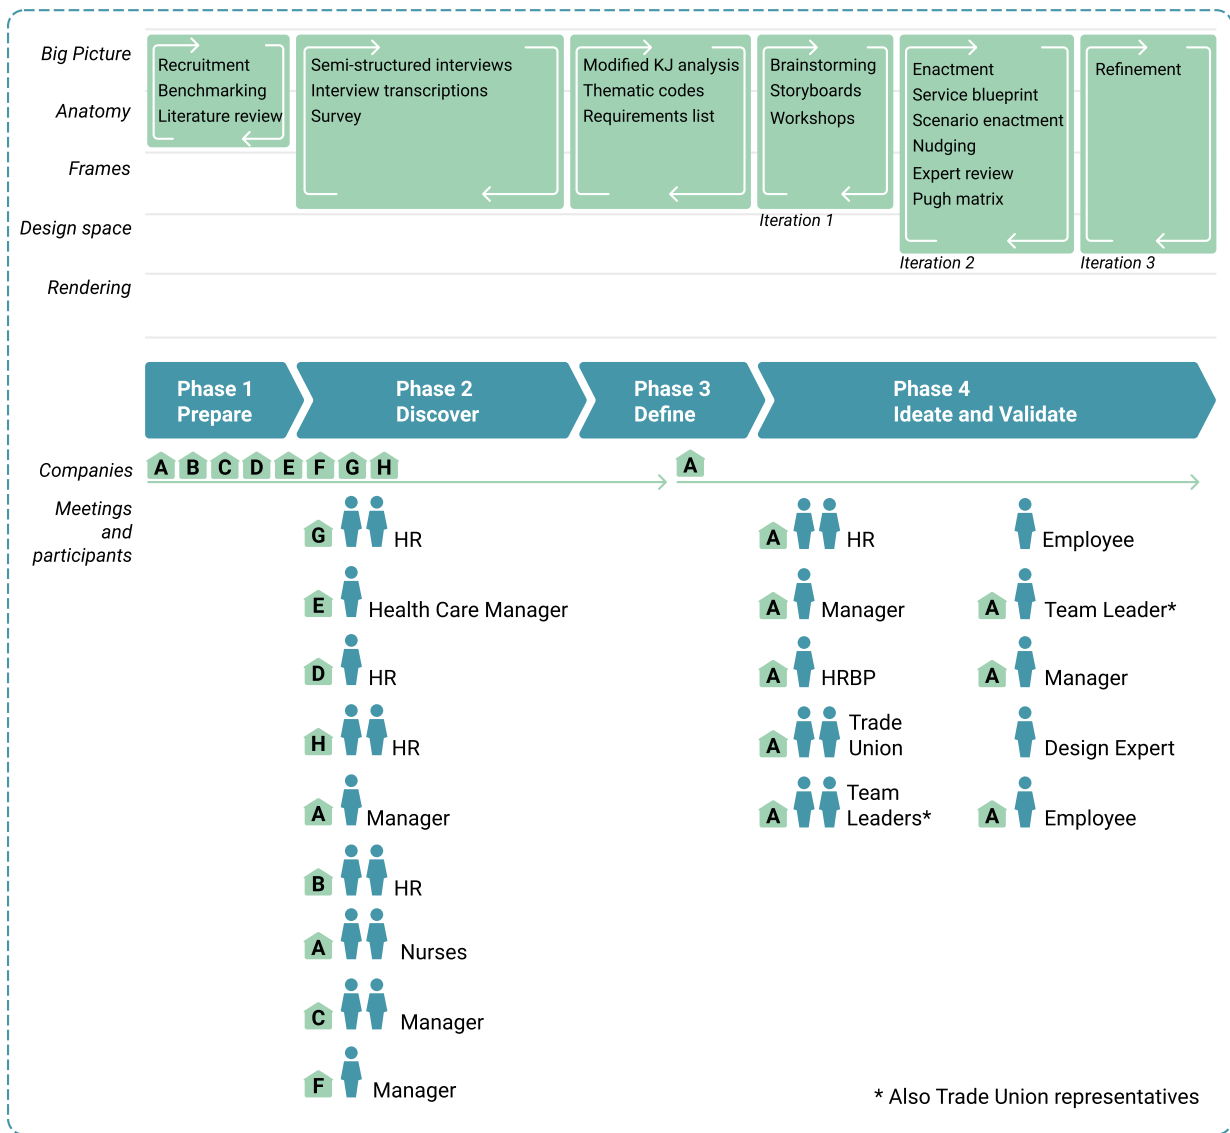 Big Picture
Anatomy
Frames
Design space
Rendering
Recruitment
Benchmarking
Literature review
Semi-structured interviews
Interview transcriptions
Survey
Modified KJ analysis
Thematic codes
Requirements list
Brainstorming
Storyboards
Workshops
Iteration 1
Enactment
Service blueprint
Scenario enactment
Nudging
Expert review
Pugh matrix
Iteration 2
Refinement
Iteration 3
Phase 1
Prepare
Phase 2
Discover
Phase 3
Define
Phase 4
Ideate and Validate
Companies
A B C D E F G H
A
Meetings
and
participants
G HR
E Health Care Manager
D HR
H HR
A Manager
B HR
A Nurses
C Manager
F Manager
A HR
A Manager
A HRBP
A Trade
Union
A Team
Leaders*
Employee
A Team Leader*
A Manager
Design Expert
A Employee
* Also Trade Union representatives